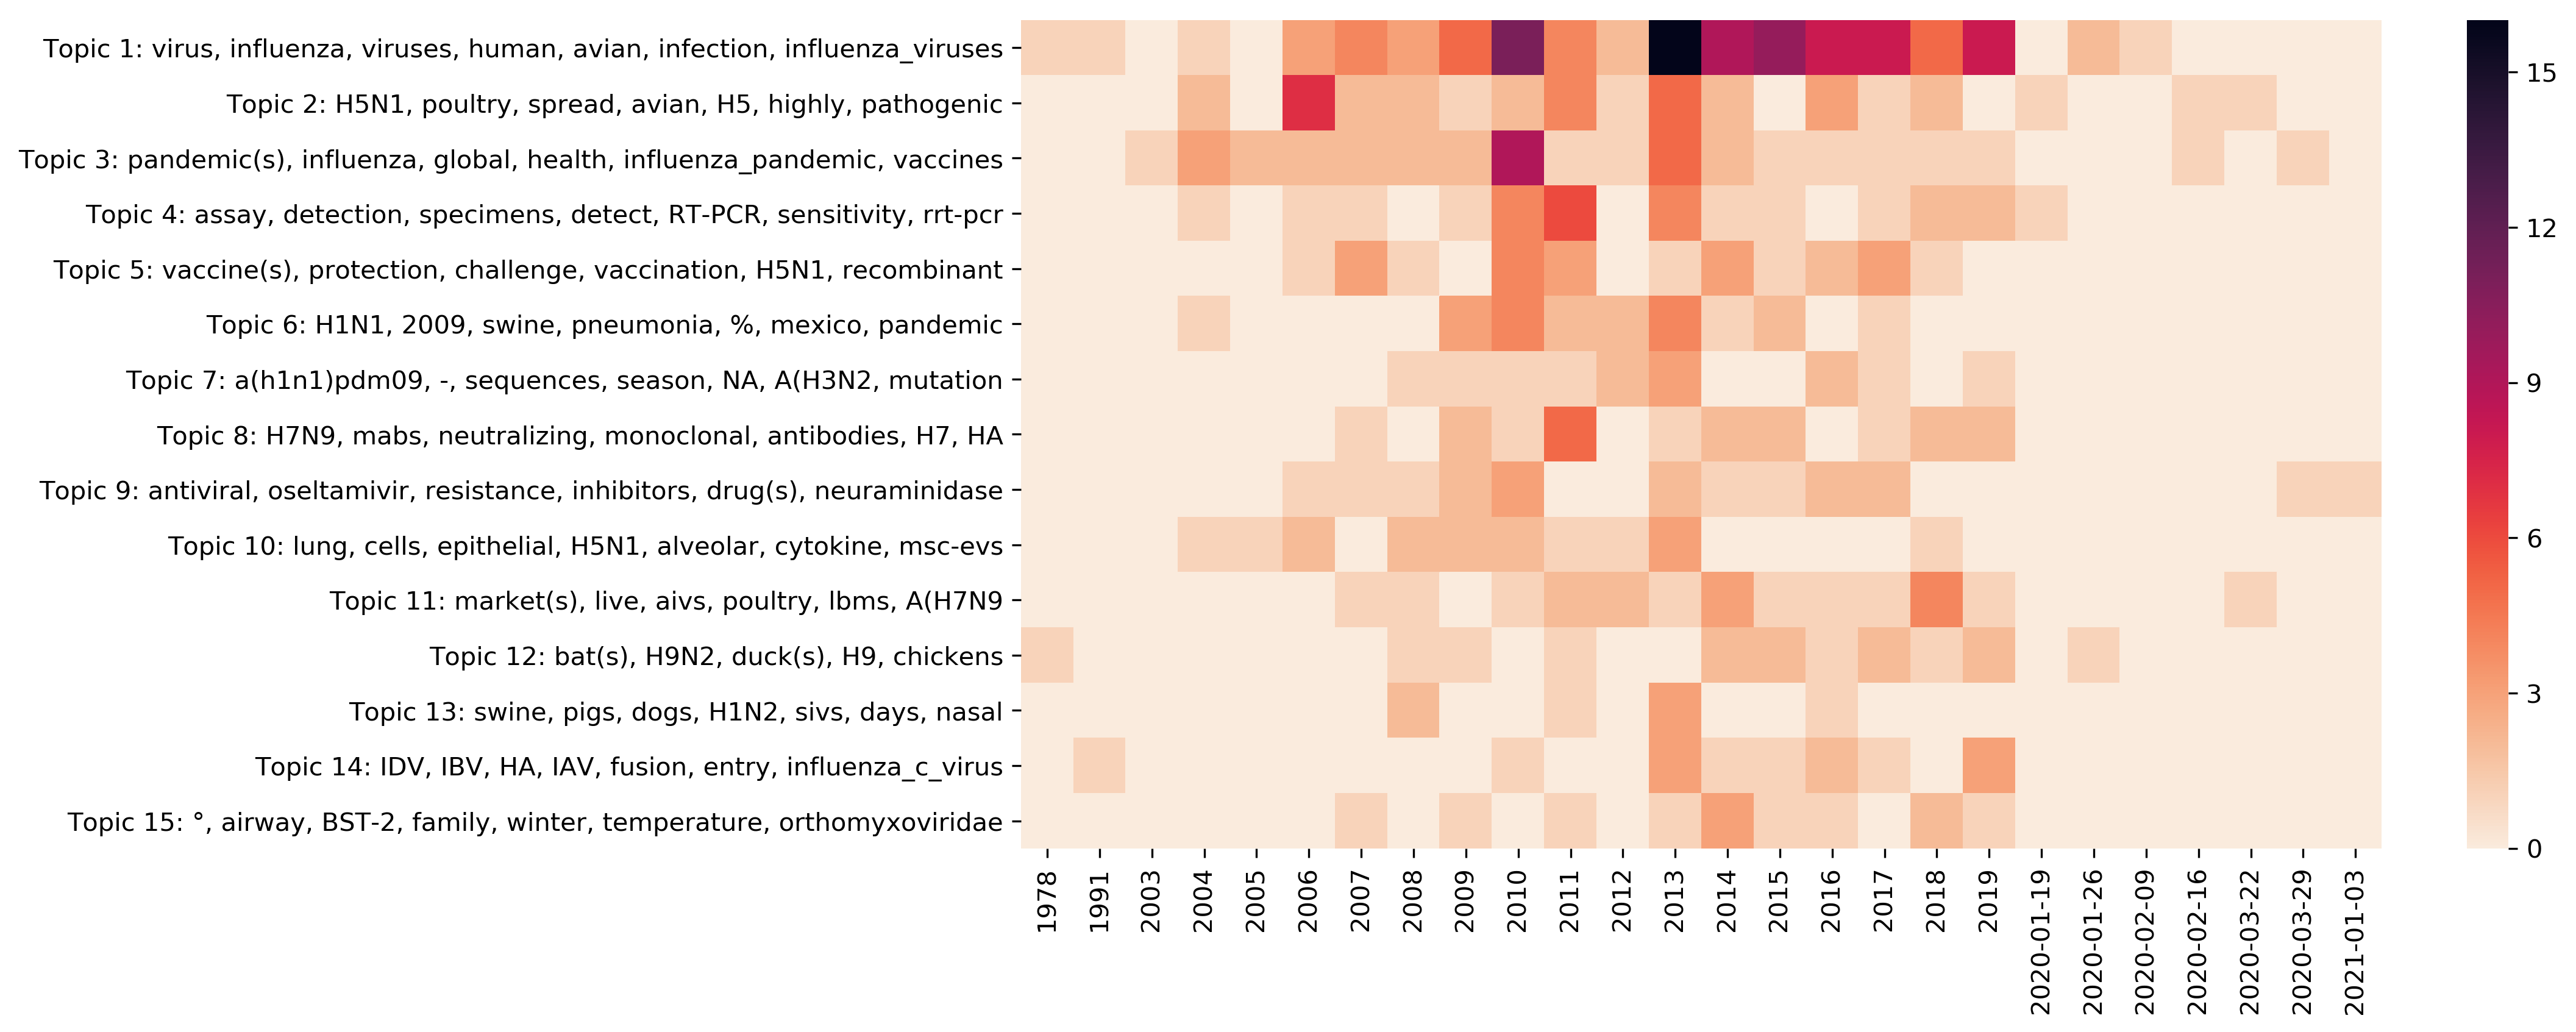 Topic 1: virus, influenza, viruses, human, avian, infection, influenza_viruses
Topic 2: H5N1, poultry, spread, avian, H5, highly, pathogenic
Topic 3: pandemic(s), influenza, global, health, influenza_pandemic, vaccines
Topic 4: assay, detection, specimens, detect, RT-PCR, sensitivity, rrt-pcr
Topic 5: vaccine(s), protection, challenge, vaccination, H5N1, recombinant
Topic 6: H1N1, 2009, swine, pneumonia, %, mexico, pandemic
Topic 7: a(h1n1)pdm09, -, sequences, season, NA, A(H3N2, mutation
Topic 8: H7N9, mabs, neutralizing, monoclonal, antibodies, H7, HA
Topic 9: antiviral, oseltamivir, resistance, inhibitors, drug(s), neuraminidase
Topic 10: lung, cells, epithelial, H5N1, alveolar, cytokine, msc-evs
Topic 11: market(s), live, aivs, poultry, lbms, A(H7N9
Topic 12: bat(s), H9N2, duck(s), H9, chickens
Topic 13: swine, pigs, dogs, H1N2, sivs, days, nasal
Topic 14: IDV, IBV, HA, IAV, fusion, entry, influenza_c_virus
Topic 15: °, airway, BST-2, family, winter, temperature, orthomyxoviridae
1978
1991
2003
2004
2005
2006
2007
2008
2009
2010
2011
2012
2013
2014
2015
2016
2017
2018
2019
2020-01-19
2020-01-26
2020-02-09
2020-02-16
2020-03-22
2020-03-29
2021-01-03
15
12
9
6
3
0